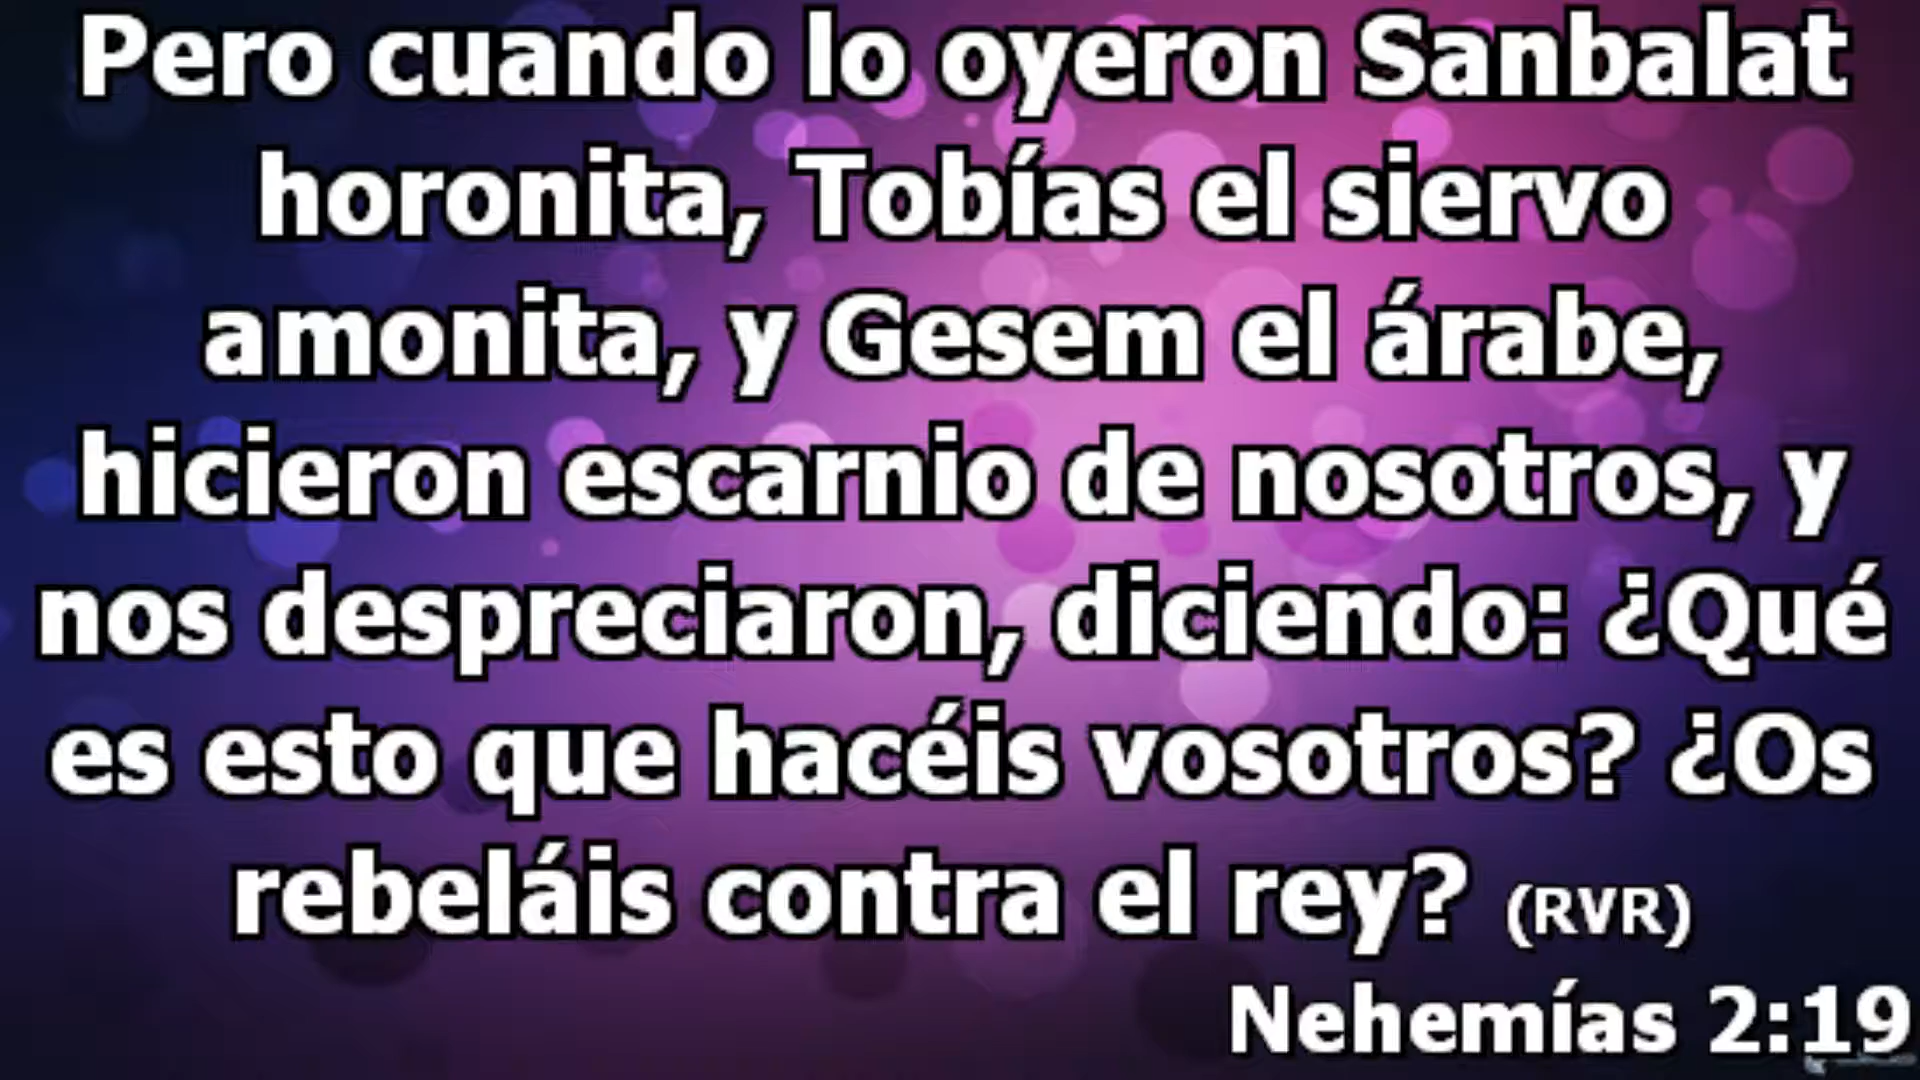 Pero cuando lo oyeron Sanbalat
horonita, Tobías el siervo
amonita, y Gesem el árabe,
hicieron escarnio de nosotros, y
nos despreciaron, diciendo: ¿Qué
es esto que hacéis vosotros? ¿Os
rebeláis contra el rey? (RVR)
Nehemías 2:19